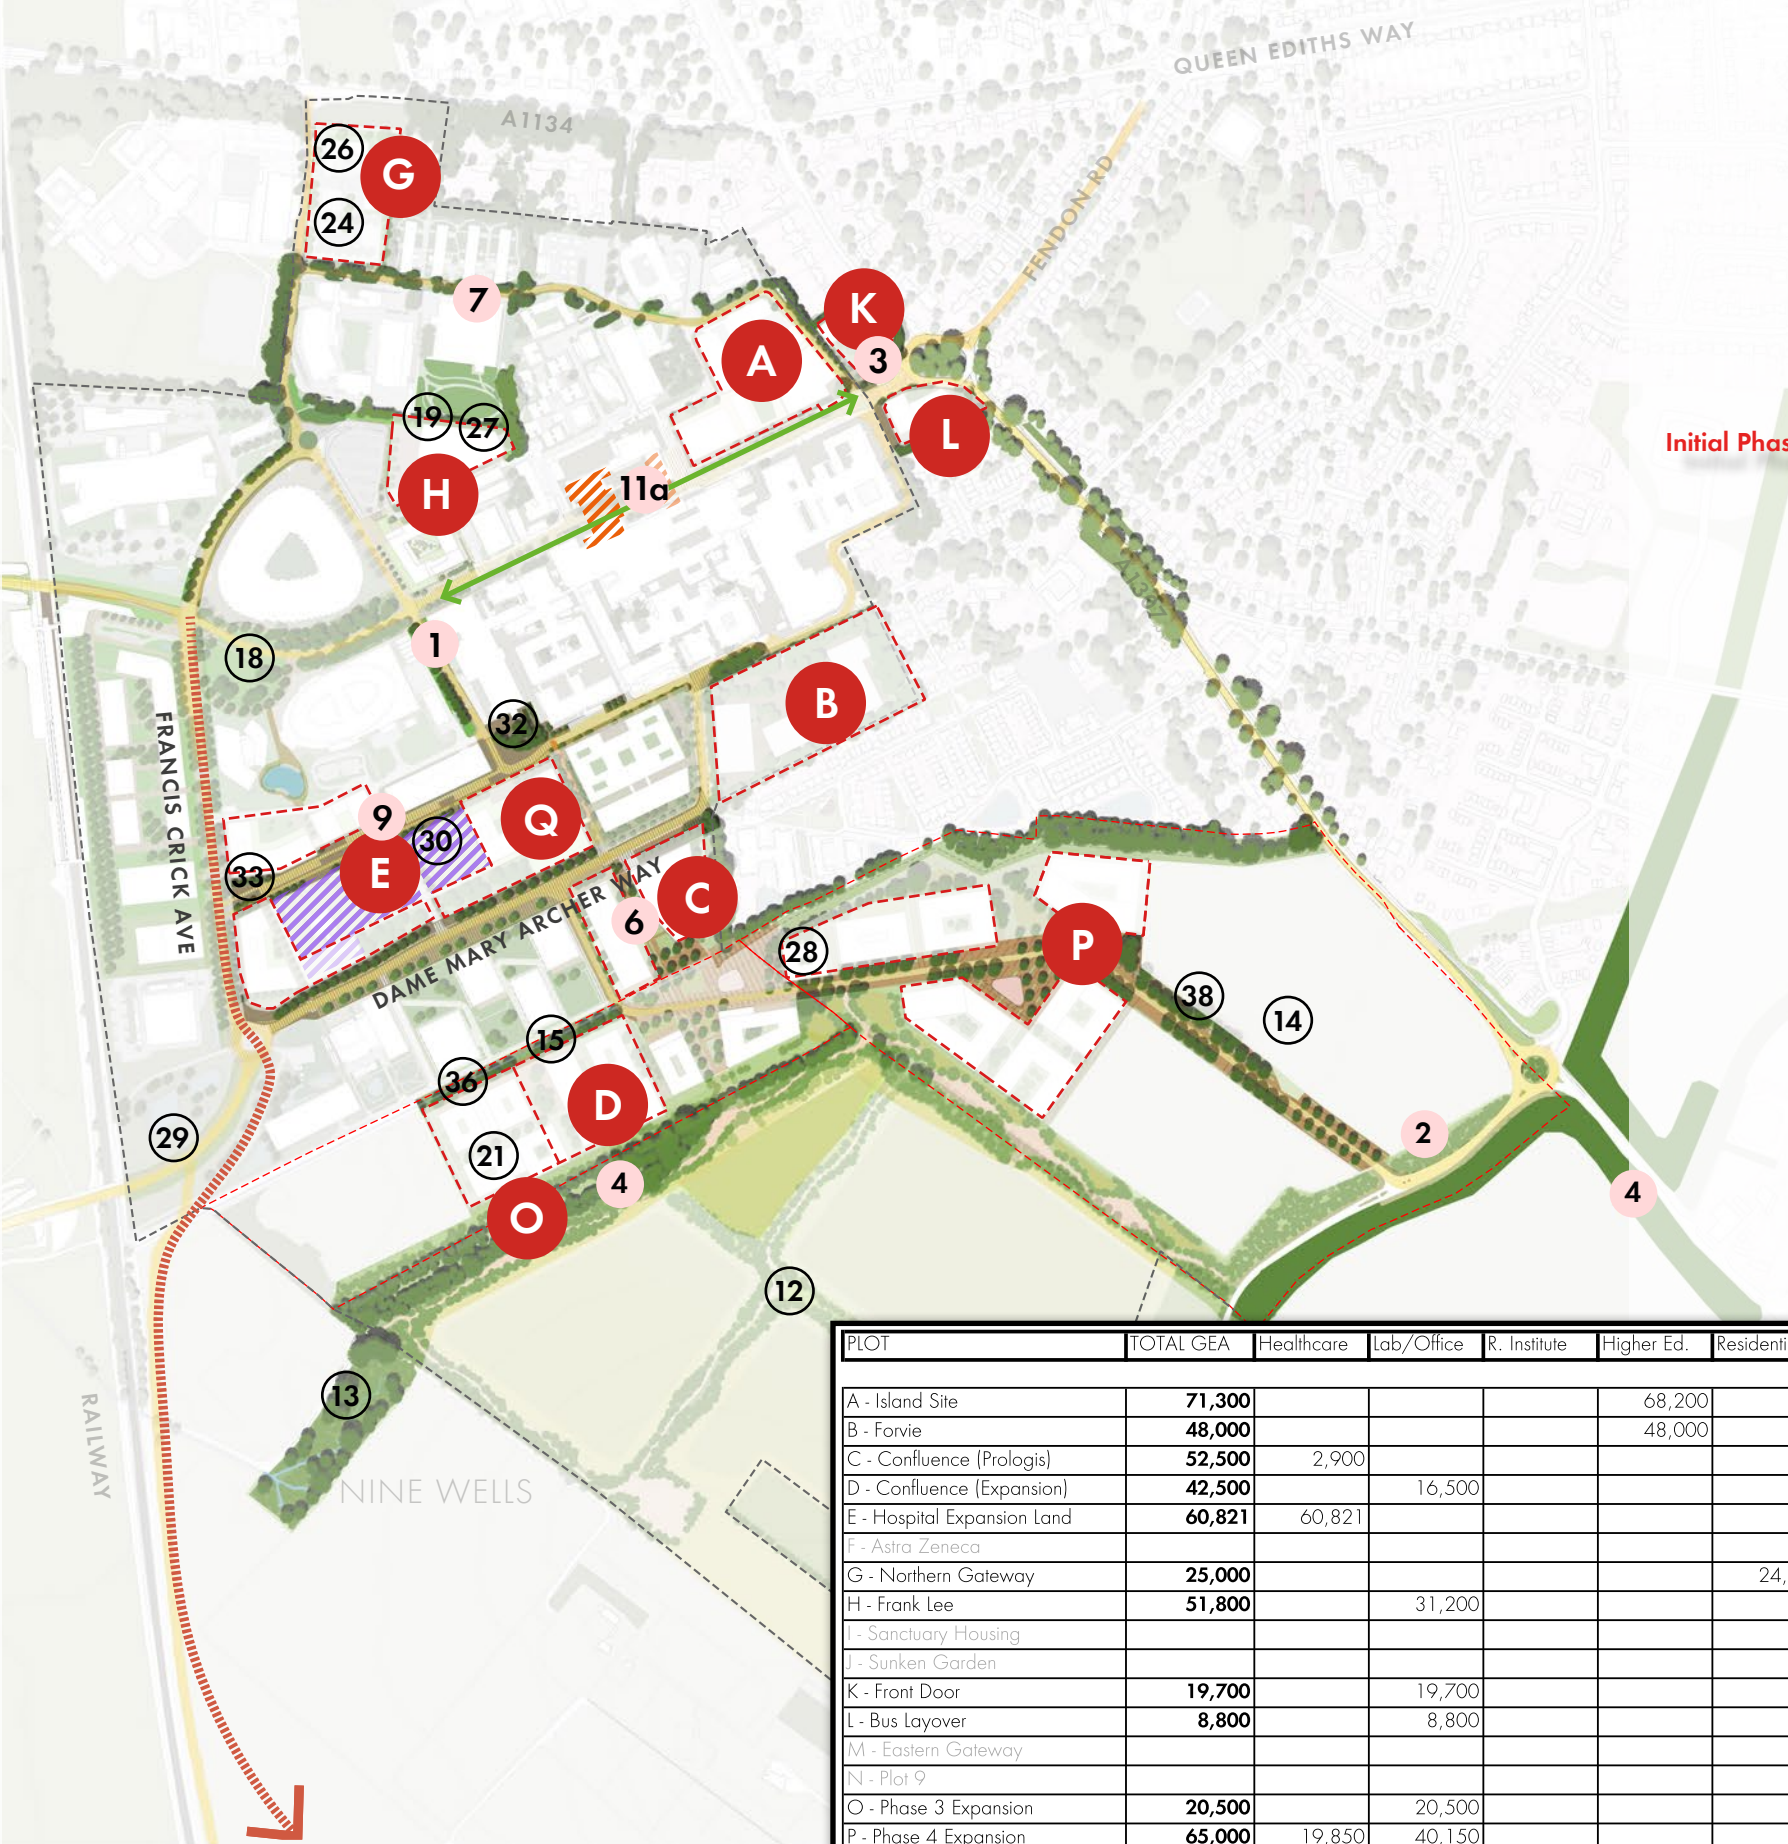 QUEEN EDITHS WAY
A1134
26
G
24
FENDON RD
7
K
3
A
19
27
L
Initial Phas
H
11a
A1307
1
18
B
32
FRANCIS CRICK AVE
9
30
Q
E
33
DAME MARY ARCHER WAY
C
6
28
P
38
14
15
36
D
29
21
2
4
4
O
12
13
RAILWAY
NINE WELLS
PLOT TOTAL GEA Healthcare Lab/Office R. Institute Higher Ed. Residenti
A - Island Site 71,300 68,200
B - Forvie 48,000 48,000
C - Confluence (Prologis) 52,500 2,900
D - Confluence (Expansion) 42,500 16,500
E - Hospital Expansion Land 60,821 60,821
F - Astra Zeneca
G - Northern Gateway 25,000 24,
H - Frank Lee 51,800 31,200
I - Sanctuary Housing
J - Sunken Garden
K - Front Door 19,700 19,700
L - Bus Layover 8,800 8,800
M - Eastern Gateway
N - Plot 9
O - Phase 3 Expansion 20,500 20,500
P - Phase 4 Expansion 65,000 19,850 40,150